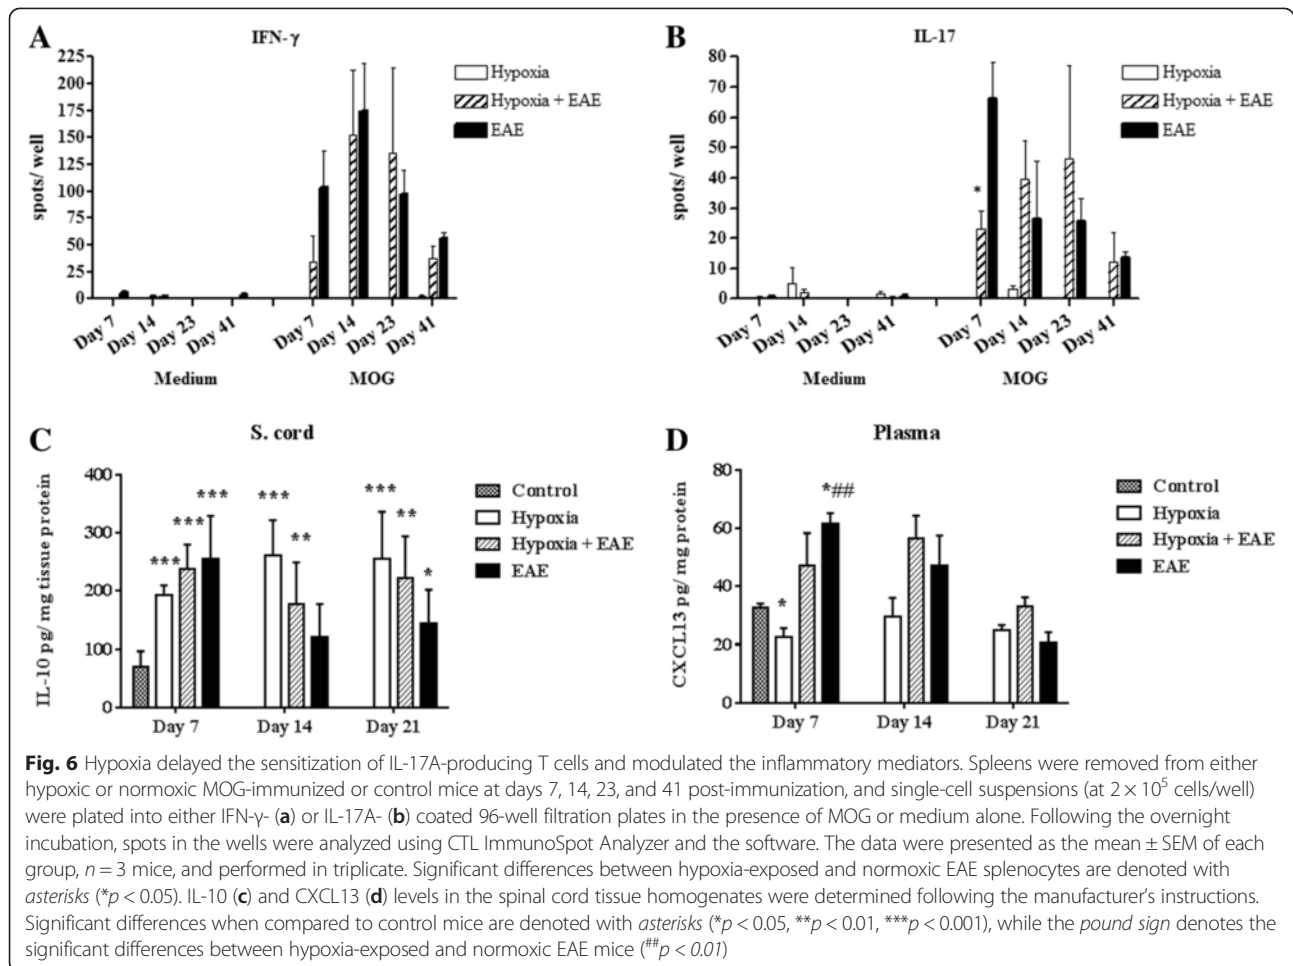 A
IFN-γ
225
200
175
150
125
100
75
50
25
0
spots/ well
Hypoxia
Hypoxia + EAE
EAE
Day 7
Day 14
Day 23
Day 41
Day 7
Day 14
Day 23
Day 41
Medium
MOG
B
IL-17
80
70
60
50
40
30
20
10
0
spots/ well
*
Hypoxia
Hypoxia + EAE
EAE
Day 7
Day 14
Day 23
Day 41
Day 7
Day 14
Day 23
Day 41
Medium
MOG
C
S. cord
400
300
200
100
0
IL-10 pg/ mg tissue protein
*** *** *** *** ** *** ** *
Control
Hypoxia
Hypoxia + EAE
EAE
Day 7
Day 14
Day 21
D
Plasma
80
60
40
20
0
CXCL13 pg/ mg protein
* *##
Control
Hypoxia
Hypoxia + EAE
EAE
Day 7
Day 14
Day 21
Fig. 6 Hypoxia delayed the sensitization of IL-17A-producing T cells and modulated the inflammatory mediators. Spleens were removed from either
hypoxic or normoxic MOG-immunized or control mice at days 7, 14, 23, and 41 post-immunization, and single-cell suspensions (at 2 × 10⁵ cells/well)
were plated into either IFN-γ- (a) or IL-17A- (b) coated 96-well filtration plates in the presence of MOG or medium alone. Following the overnight
incubation, spots in the wells were analyzed using CTL ImmunoSpot Analyzer and the software. The data were presented as the mean ± SEM of each
group, n = 3 mice, and performed in triplicate. Significant differences between hypoxia-exposed and normoxic EAE splenocytes are denoted with
asterisks (*p < 0.05). IL-10 (c) and CXCL13 (d) levels in the spinal cord tissue homogenates were determined following the manufacturer's instructions.
Significant differences when compared to control mice are denoted with asterisks (*p < 0.05, **p < 0.01, ***p < 0.001), while the pound sign denotes the
significant differences between hypoxia-exposed and normoxic EAE mice (##p < 0.01)